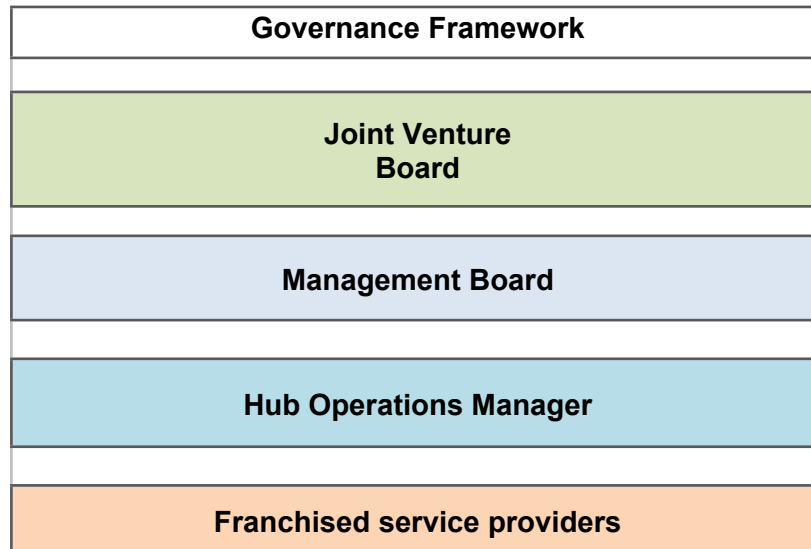 Governance Framework
Joint Venture
Board
Management Board
Hub Operations Manager
Franchised service providers